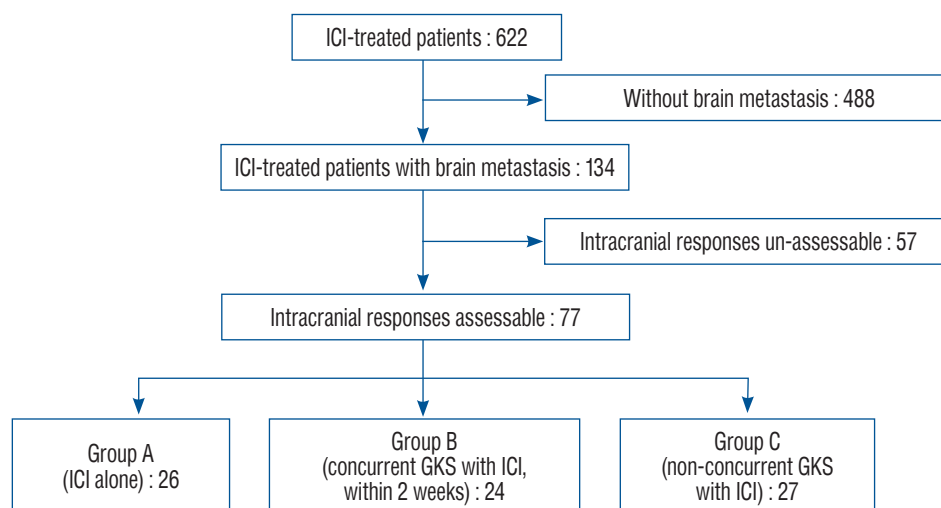 ICI-treated patients : 622
Without brain metastasis : 488
ICI-treated patients with brain metastasis : 134
Intracranial responses un-assessable : 57
Intracranial responses assessable : 77
Group A
(ICI alone) : 26
Group B
(concurrent GKS with ICI,
within 2 weeks) : 24
Group C
(non-concurrent GKS
with ICI) : 27